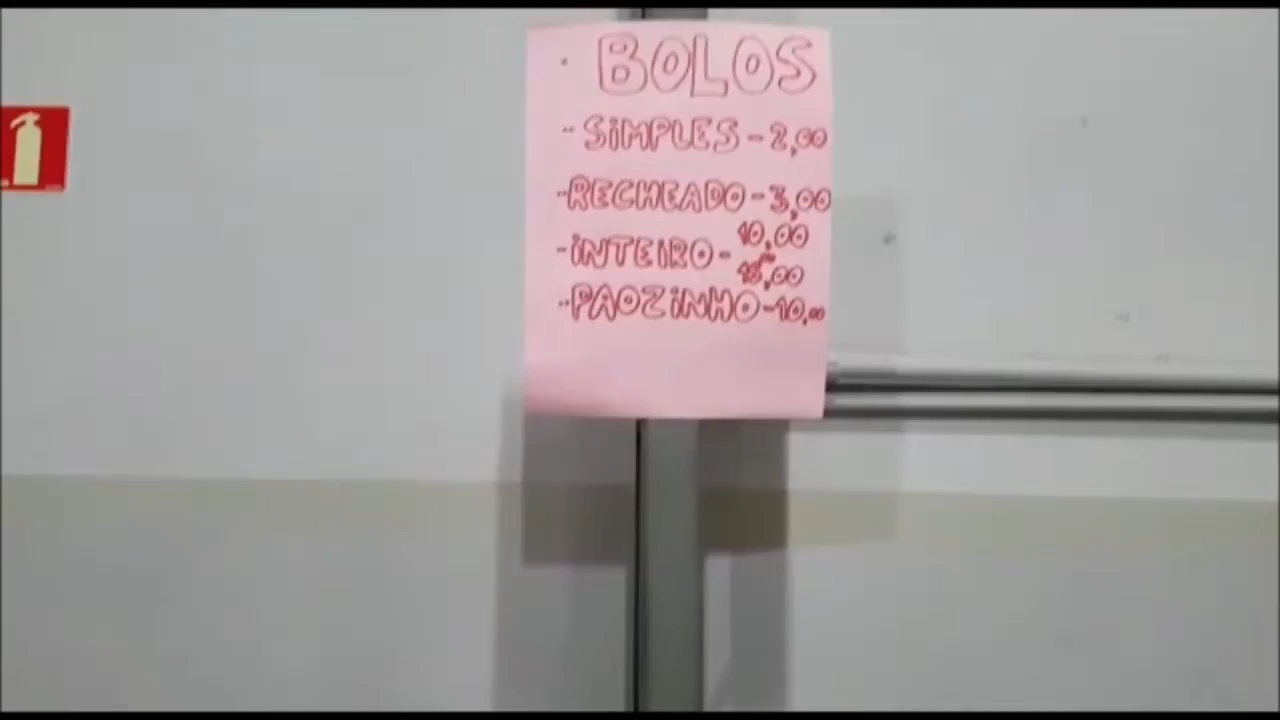 BOLOS
- SIMPLES - 2,00
- RECHEADO - 3,00
- INTEIRO - 10,00
15,00
- PAOZINHO - 10,00